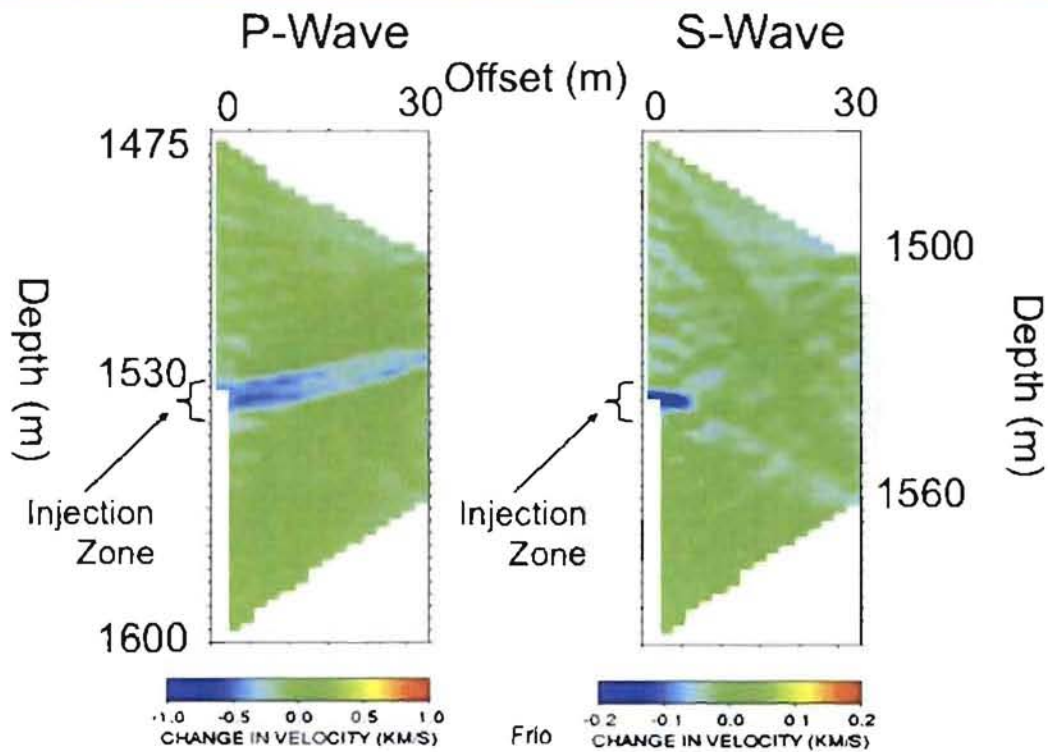 P-Wave
S-Wave
Offset (m)
0
30
0
30
1475
1530
1600
Depth (m)
Injection
Zone
Injection
Zone
1500
1560
Depth (m)
-1.0 -0.5 0.0 0.5 1.0
CHANGE IN VELOCITY (KM/S)
Frio
-0.2 -0.1 0.0 0.1 0.2
CHANGE IN VELOCITY (KM/S)